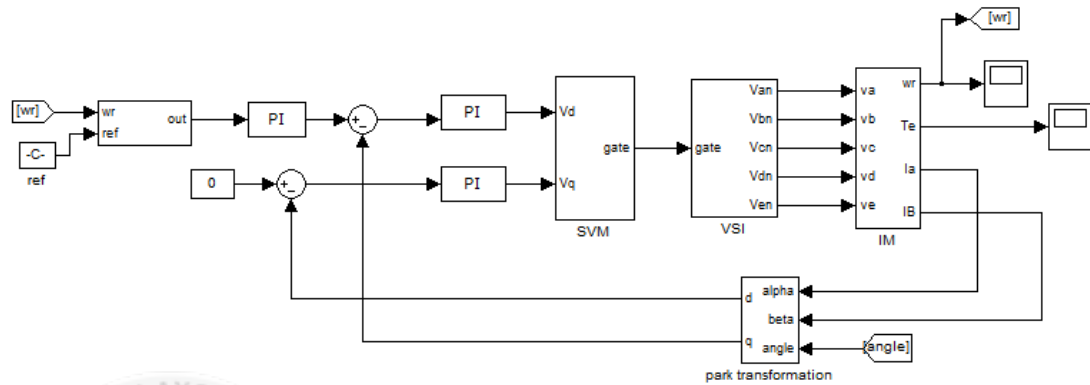 [wr]
[wr]
wr
ref
out
-C-
ref
PI
PI
Vd
0
PI
Vq
gate
SVM
gate
Van
Vbn
Vcn
Vdn
Ven
VSI
va
vb
vc
vd
ve
wr
Te
Ia
IB
IM
d
q
alpha
beta
angle
[angle]
park transformation